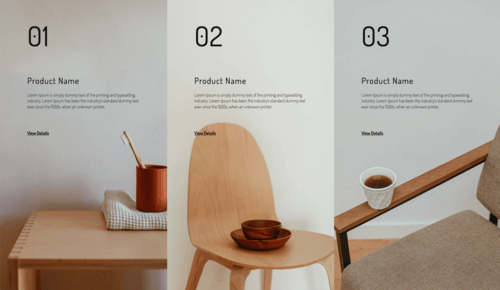 01
Product Name
Lorem Ipsum is simply dummy text of the printing and typesetting
industry. Lorem Ipsum has been the industry's standard dummy text
ever since the 1500s, when an unknown printer.
View Details
02
Product Name
Lorem Ipsum is simply dummy text of the printing and typesetting
industry. Lorem Ipsum has been the industry's standard dummy text
ever since the 1500s, when an unknown printer.
View Details
03
Product Name
Lorem Ipsum is simply dummy text of the printing and typesetting
industry. Lorem Ipsum has been the industry's standard dummy text
ever since the 1500s, when an unknown printer.
View Details